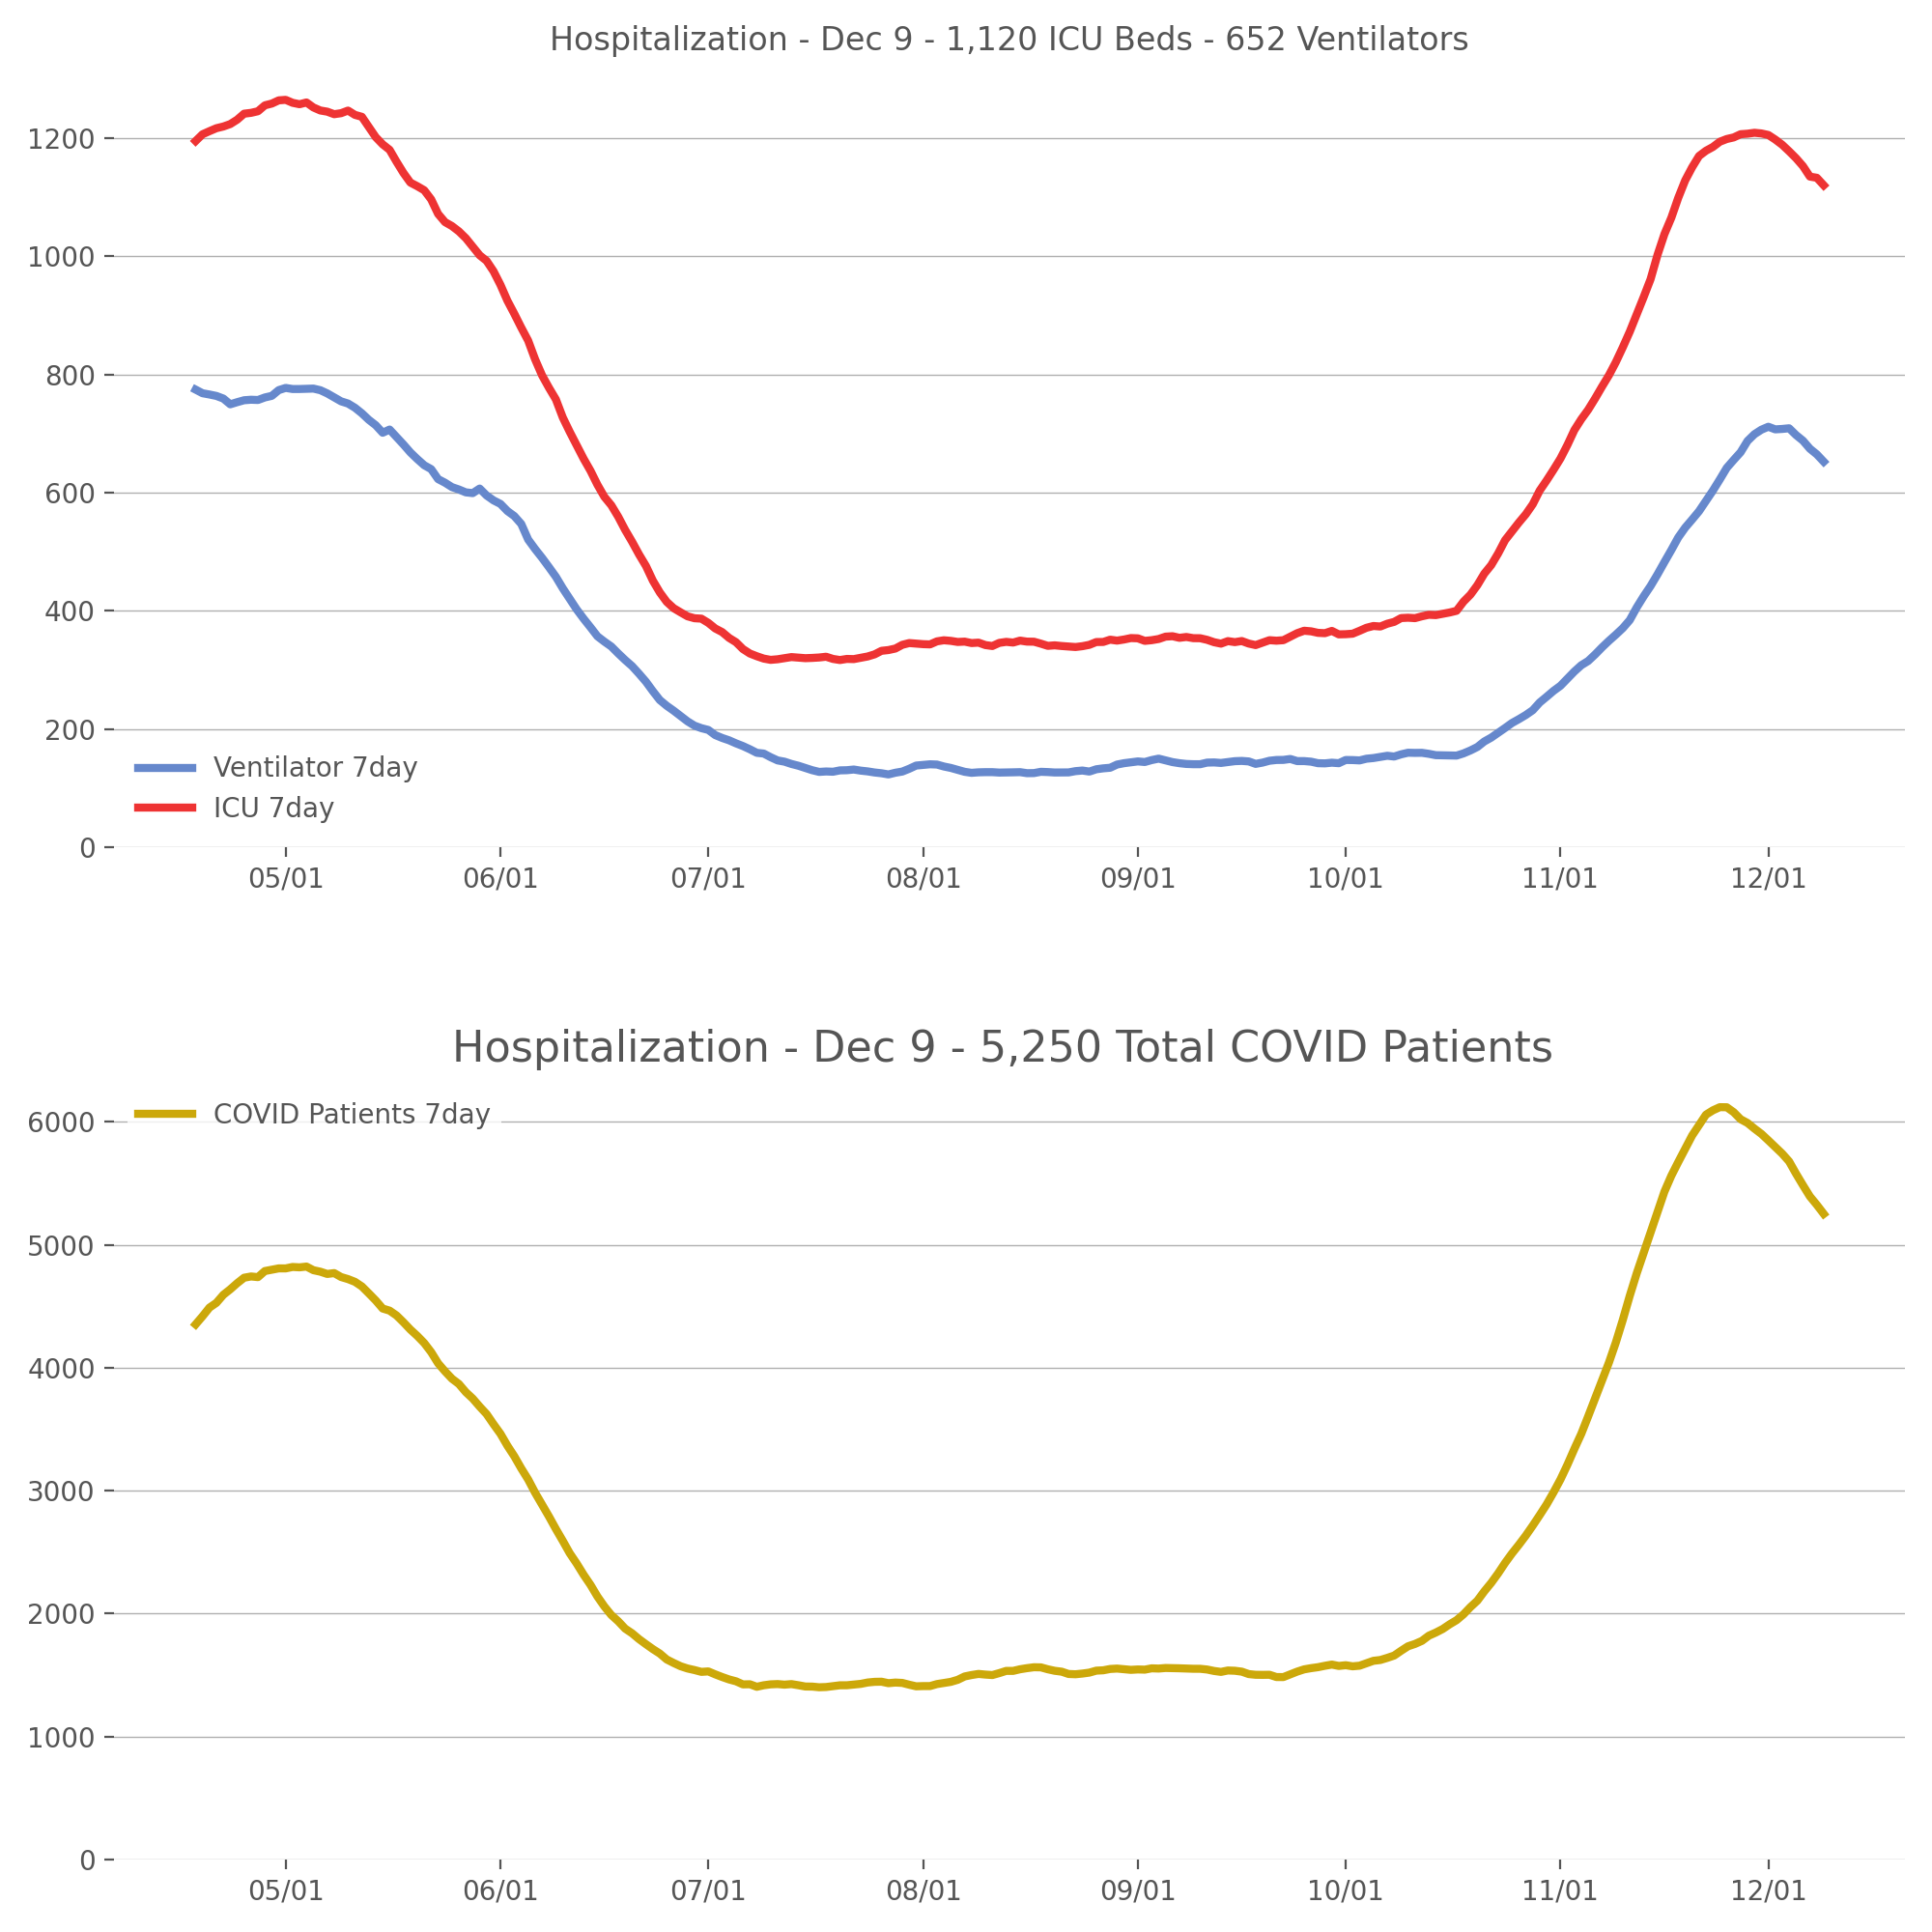 Hospitalization - Dec 9 - 1,120 ICU Beds - 652 Ventilators
1200
1000
800
600
400
200
0
Ventilator 7day
ICU 7day
05/01 06/01 07/01 08/01 09/01 10/01 11/01 12/01
Hospitalization - Dec 9 - 5,250 Total COVID Patients
COVID Patients 7day
6000
5000
4000
3000
2000
1000
0
05/01 06/01 07/01 08/01 09/01 10/01 11/01 12/01